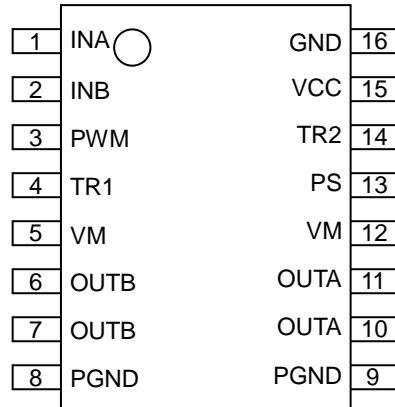 1 INA GND 16
2 INB VCC 15
3 PWM TR2 14
4 TR1 PS 13
5 VM VM 12
6 OUTB OUTA 11
7 OUTB OUTA 10
8 PGND PGND 9